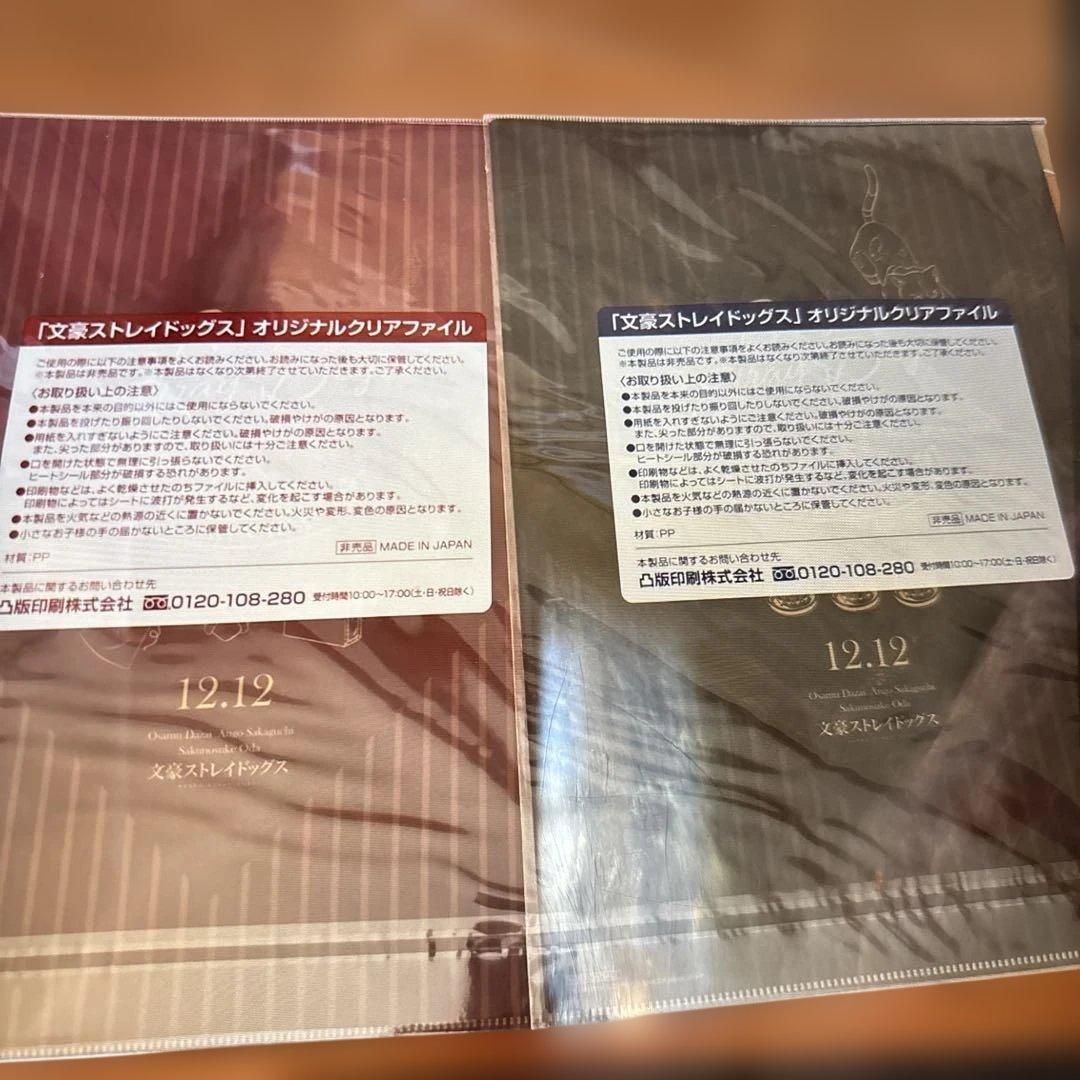 「文豪ストレイドッグス」オリジナルクリアファイル
ご使用の際に以下の注意事項をよくお読みください。お読みになった後も大切に保管してください。
※本製品は非売品です。※本製品はなくなり次第終了させていただきます。ご了承ください。
〈お取り扱い上の注意〉
●本製品を本来の目的以外にはご使用にならないでください。
●本製品を投げたり振り回したりしないでください。破損やけがの原因となります。
●用紙を入れすぎないようにご注意ください。破損やけがの原因となります。
また、尖った部分がありますので、取り扱いには十分ご注意ください。
●口を開けた状態で無理に引っ張らないでください。
ヒートシール部分が破損する恐れがあります。
●印刷物などは、よく乾燥させたのちファイルに挿入してください。
印刷物によってはシートに波打が発生するなど、変化を起こす場合があります。
●本製品を火気などの熱源の近くに置かないでください。火災や変形、変色の原因となります。
●小さなお子様の手の届かないところに保管してください。
材質:PP 非売品 MADE IN JAPAN
本製品に関するお問い合わせ先
凸版印刷株式会社 0120-108-280 受付時間10:00〜17:00(土・日・祝日除く)
12.12
Osamu Dazai Ango Sakaguchi
Sakunosuke Oda
文豪ストレイドッグス
「文豪ストレイドッグス」オリジナルクリアファイル
ご使用の際に以下の注意事項をよくお読みください。お読みになった後も大切に保管してください。
※本製品は非売品です。※本製品はなくなり次第終了させていただきます。ご了承ください。
〈お取り扱い上の注意〉
●本製品を本来の目的以外にはご使用にならないでください。
●本製品を投げたり振り回したりしないでください。破損やけがの原因となります。
●用紙を入れすぎないようにご注意ください。破損やけがの原因となります。
また、尖った部分がありますので、取り扱いには十分ご注意ください。
●口を開けた状態で無理に引っ張らないでください。
ヒートシール部分が破損する恐れがあります。
●印刷物などは、よく乾燥させたのちファイルに挿入してください。
印刷物によってはシートに波打が発生するなど、変化を起こす場合があります。
●本製品を火気などの熱源の近くに置かないでください。火災や変形、変色の原因となります。
●小さなお子様の手の届かないところに保管してください。
材質:PP 非売品 MADE IN JAPAN
本製品に関するお問い合わせ先
凸版印刷株式会社 0120-108-280 受付時間10:00〜17:00(土・日・祝日除く)
12.12
Osamu Dazai Ango Sakaguchi
Sakunosuke Oda
文豪ストレイドッグス